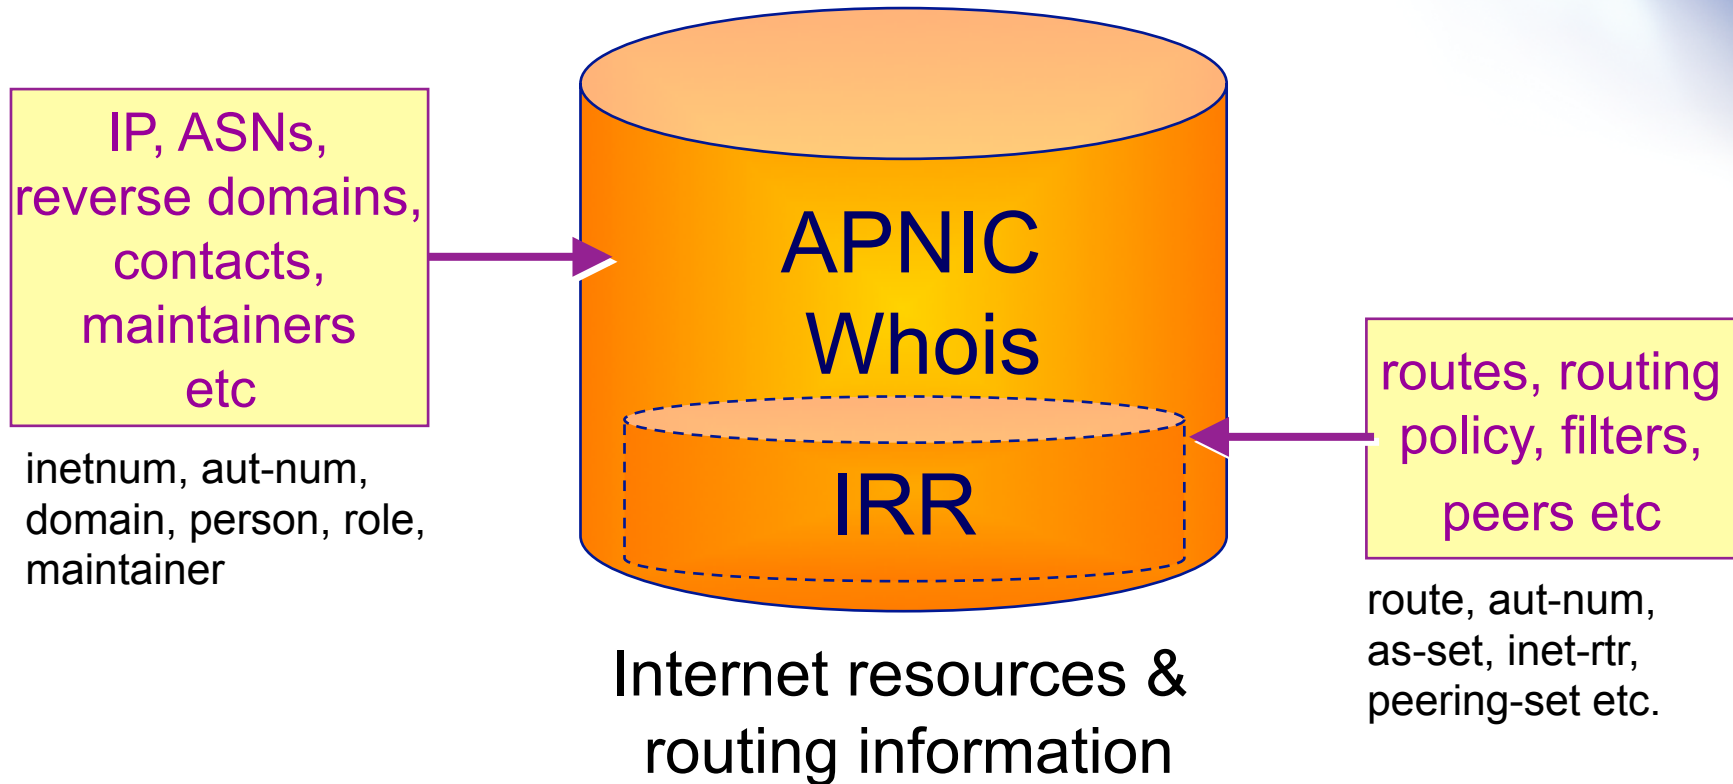 IP, ASNs,
reverse domains,
contacts,
maintainers
etc
inetnum, aut-num,
domain, person, role,
maintainer
APNIC
Whois
IRR
Internet resources &
routing information
routes, routing
policy, filters,
peers etc
route, aut-num,
as-set, inet-rtr,
peering-set etc.